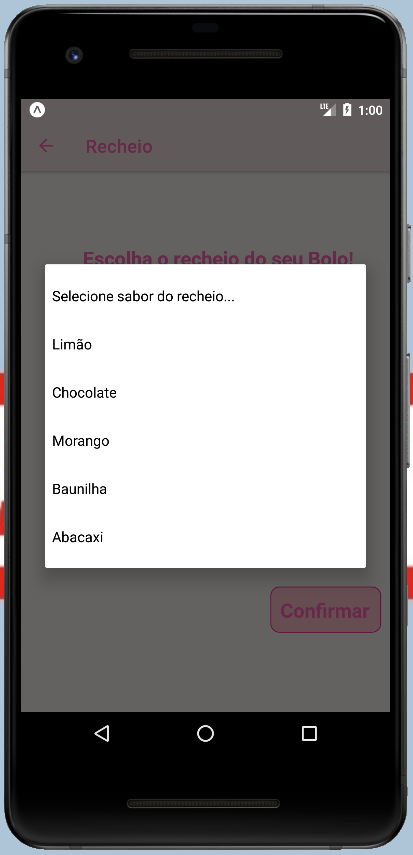 LTE 1:00
Recheio
Escolha o recheio do seu Bolo!
Selecione sabor do recheio...
Limão
Chocolate
Morango
Baunilha
Abacaxi
Confirmar